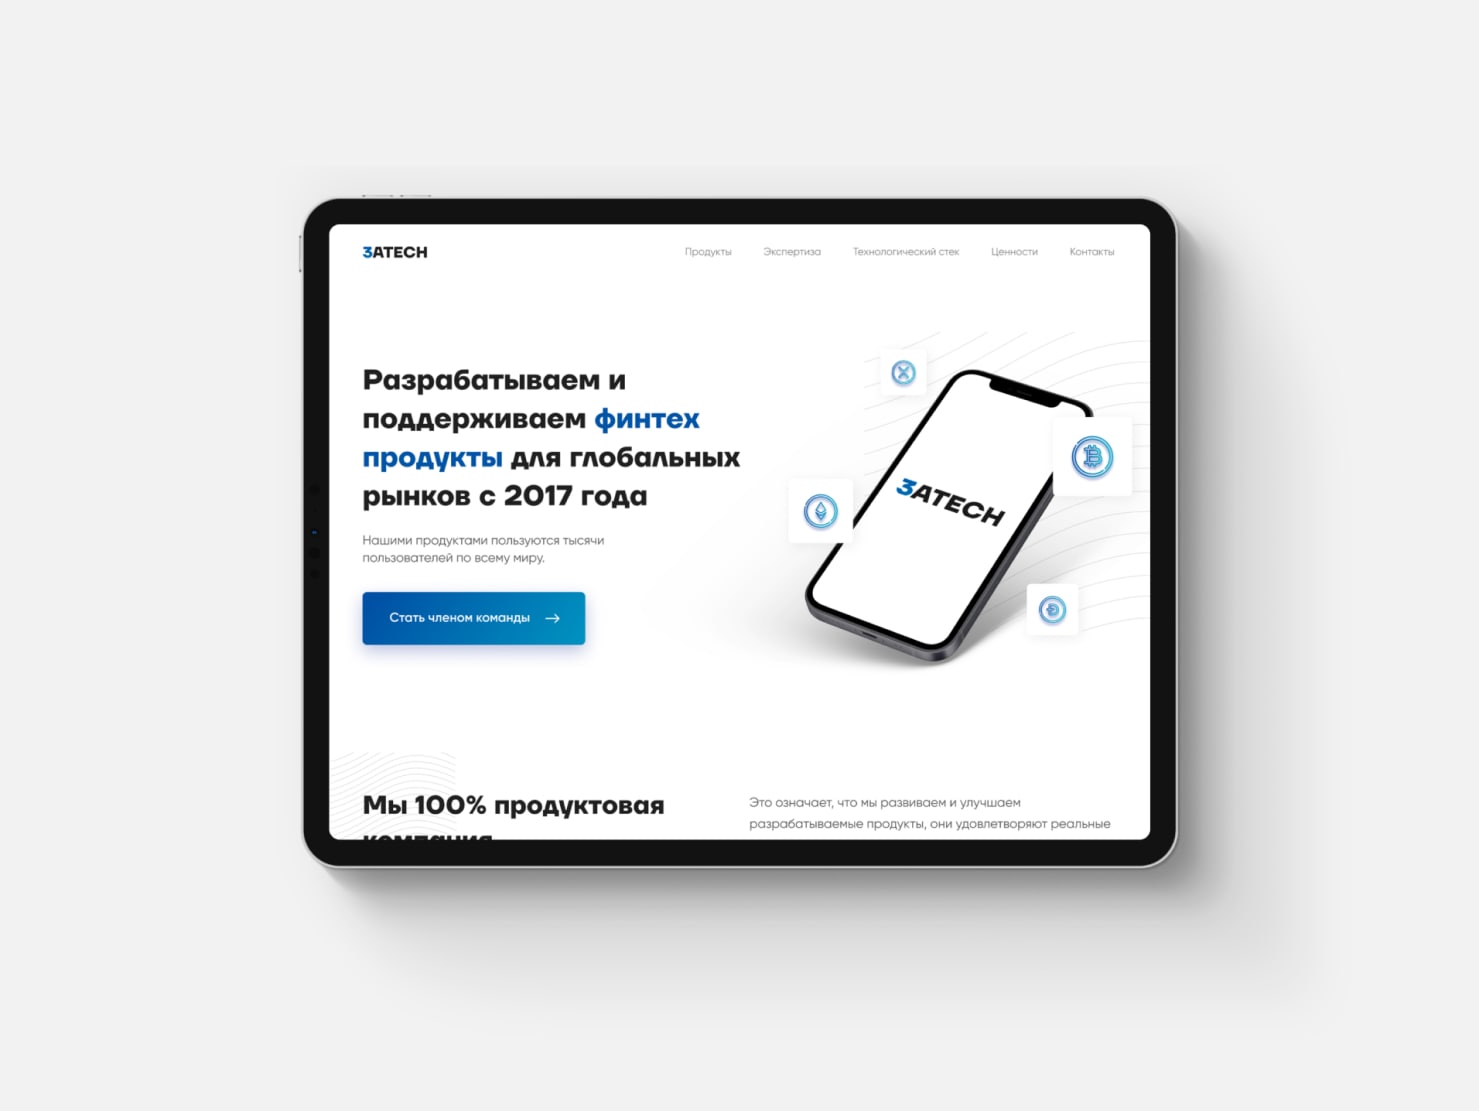 3ATECH
Продукты Экспертиза Технологический стек Ценности Контакты
Разрабатываем и
поддерживаем финтех
продукты для глобальных
рынков с 2017 года
Нашими продуктами пользуются тысячи
пользователей по всему миру.
Стать членом команды
3ATECH
Мы 100% продуктовая
компания
Это означает, что мы развиваем и улучшаем
разрабатываемые продукты, они удовлетворяют реальные